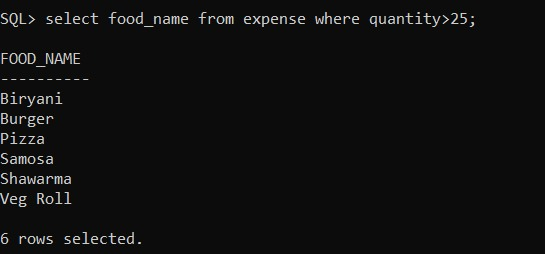 SQL> select food_name from expense where quantity>25;
FOOD_NAME
----------
Biryani
Burger
Pizza
Samosa
Shawarma
Veg Roll
6 rows selected.